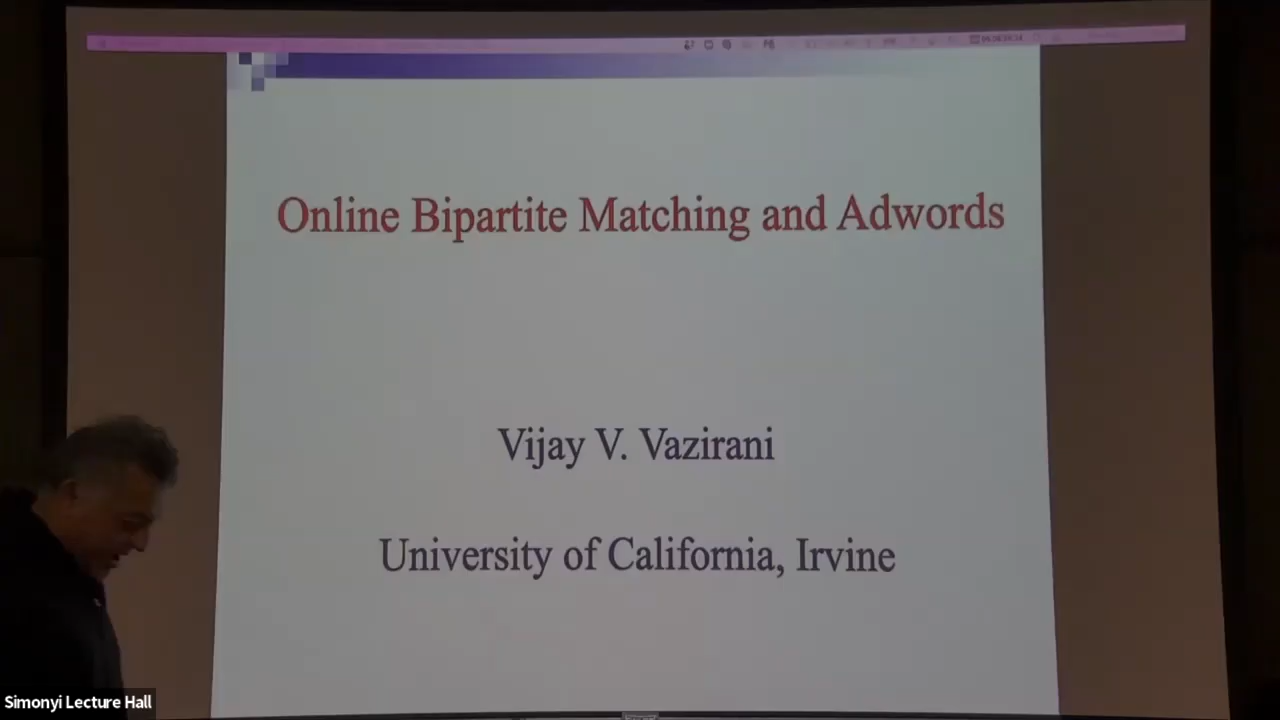 Online Bipartite Matching and Adwords
Vijay V. Vazirani
University of California, Irvine
Simonyi Lecture Hall